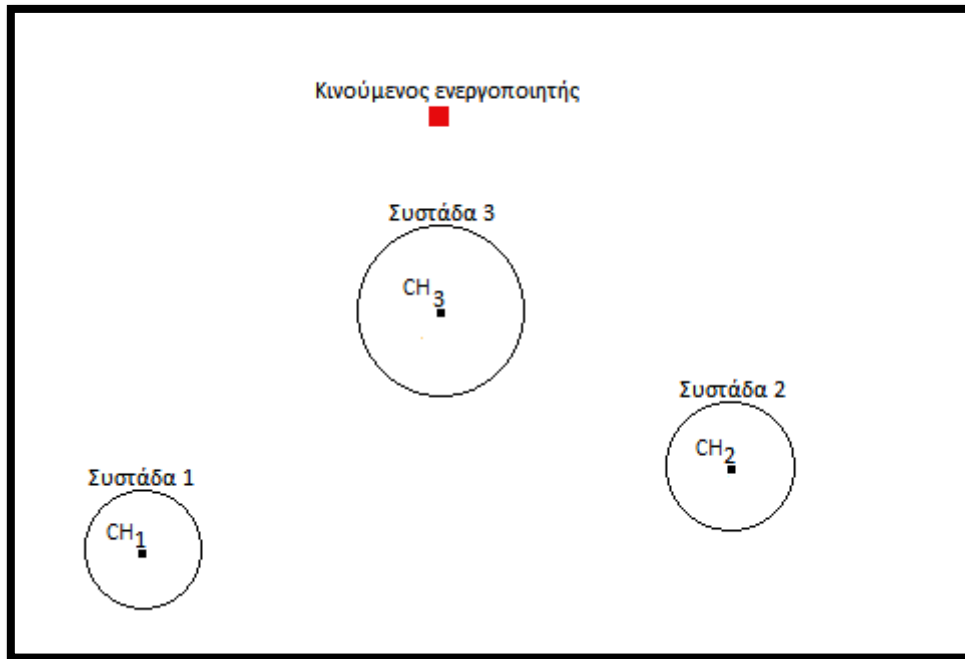 Κινούμενος ενεργοποιητής
Συστάδα 3
CH3
Συστάδα 2
CH2
Συστάδα 1
CH1